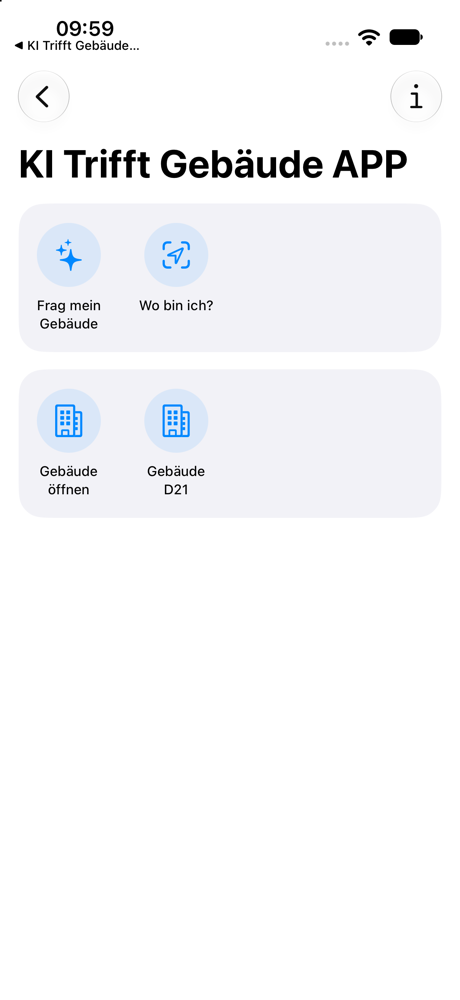 09:59
◀ KI Trifft Gebäude...
i
KI Trifft Gebäude APP
Frag mein
Gebäude
Wo bin ich?
Gebäude
öffnen
Gebäude
D21